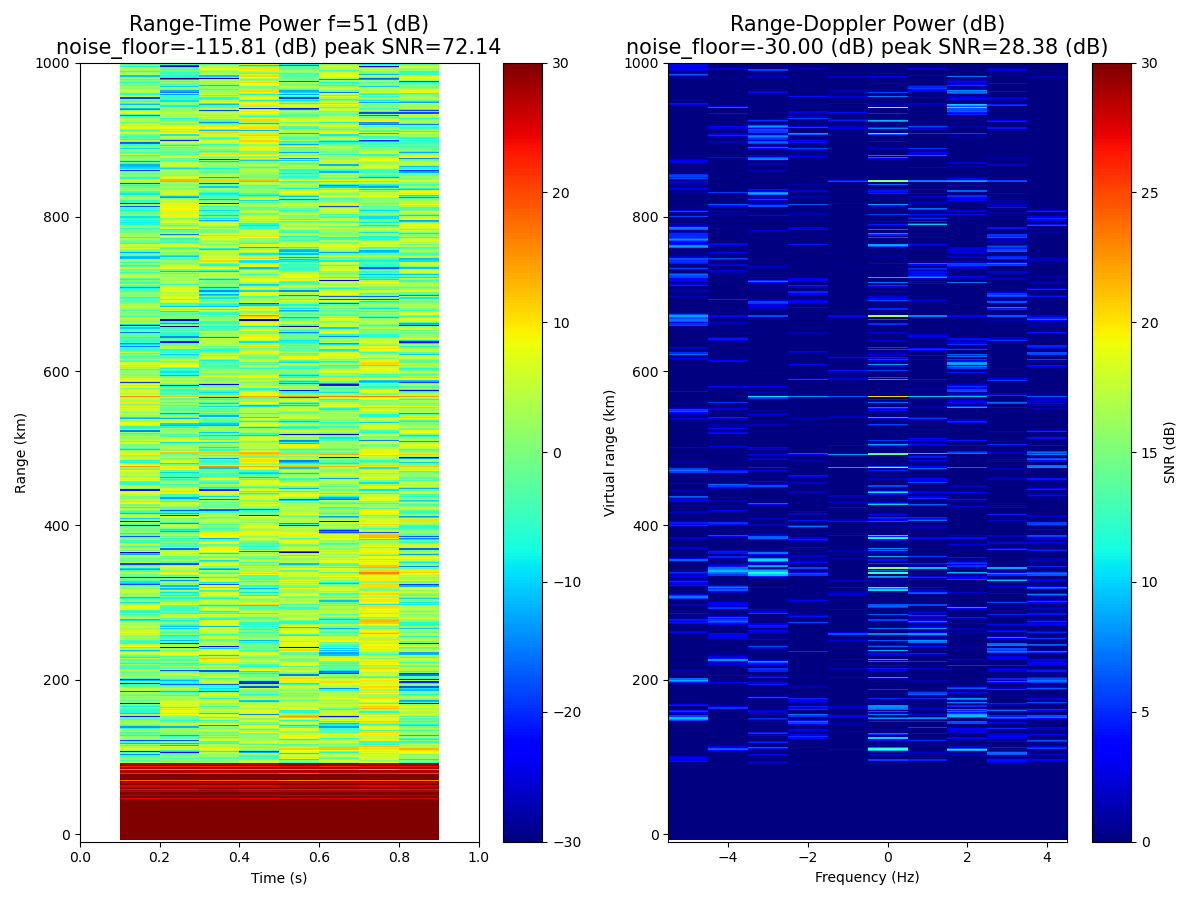 Range-Time Power f=51 (dB)
noise_floor=-115.81 (dB) peak SNR=72.14
Range (km)
1000
800
600
400
200
0
0.0 0.2 0.4 0.6 0.8 1.0
Time (s)
30
20
10
0
−10
−20
−30
Range-Doppler Power (dB)
noise_floor=-30.00 (dB) peak SNR=28.38 (dB)
Virtual range (km)
1000
800
600
400
200
0
−4 −2 0 2 4
Frequency (Hz)
30
25
20
15
10
5
0
SNR (dB)